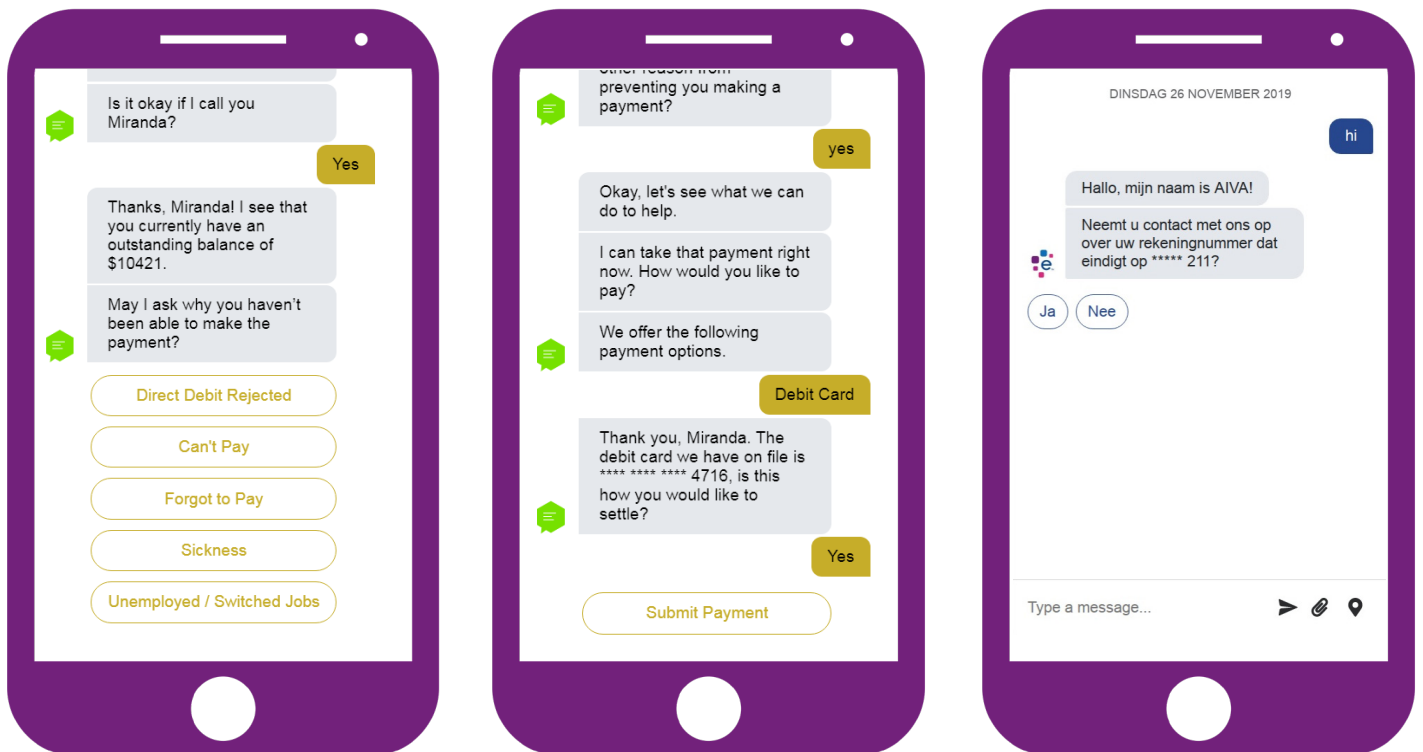 Is it okay if I call you
Miranda?
Yes
Thanks, Miranda! I see that
you currently have an
outstanding balance of
$10421.
May I ask why you haven't
been able to make the
payment?
Direct Debit Rejected
Can't Pay
Forgot to Pay
Sickness
Unemployed / Switched Jobs
other reason from
preventing you making a
payment?
yes
Okay, let's see what we can
do to help.
I can take that payment right
now. How would you like to
pay?
We offer the following
payment options.
Debit Card
Thank you, Miranda. The
debit card we have on file is
**** **** **** 4716, is this
how you would like to
settle?
Yes
Submit Payment
DINSDAG 26 NOVEMBER 2019
hi
Hallo, mijn naam is AIVA!
Neemt u contact met ons op
over uw rekeningnummer dat
eindigt op ***** 211?
e
Ja
Nee
Type a message...